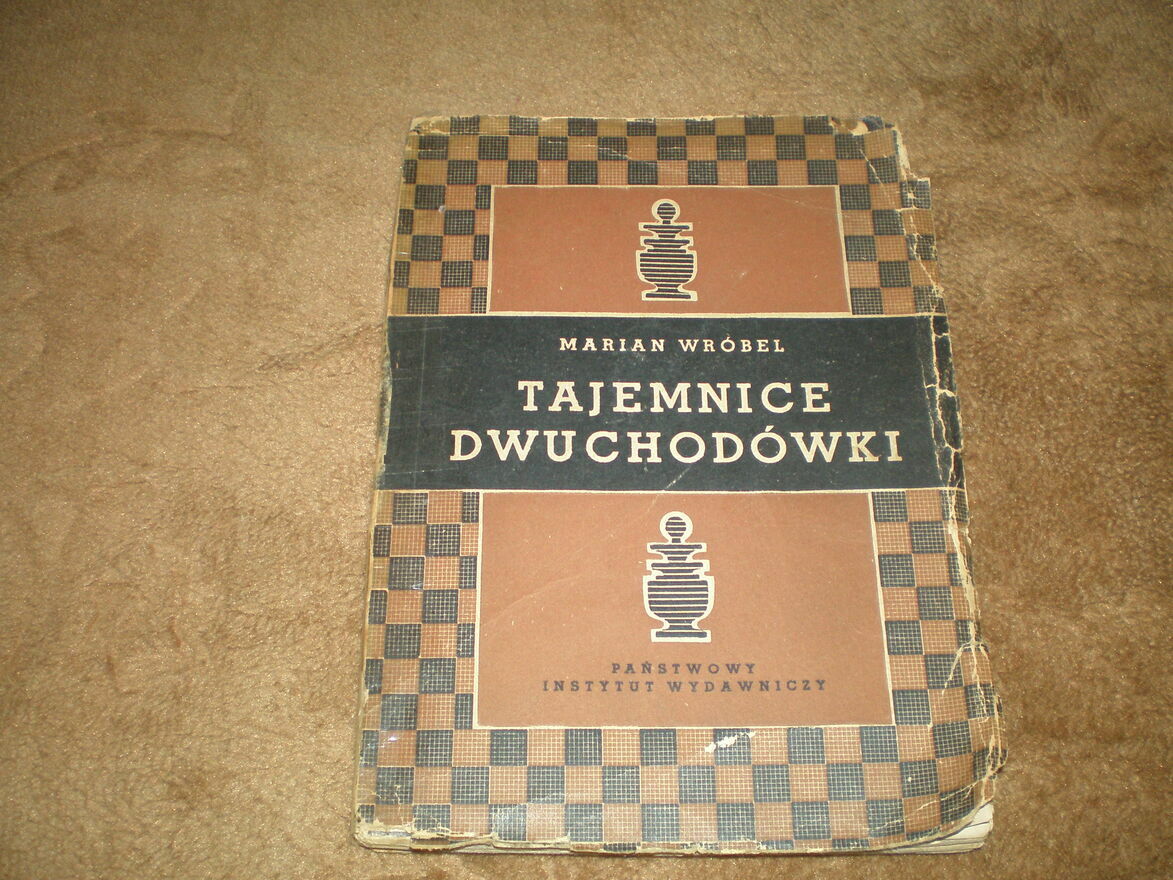 MARIAN WRÓBEL
TAJEMNICE
DWUCHODÓWKI
PAŃSTWOWY
INSTYTUT WYDAWNICZY